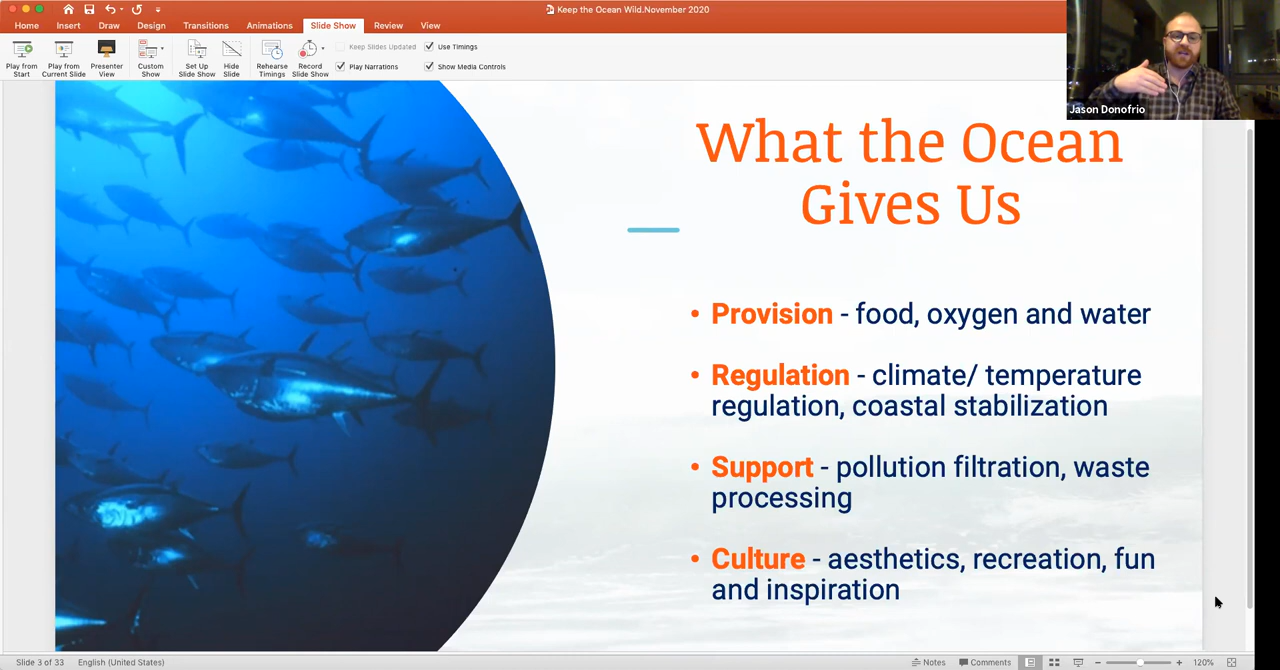 Keep the Ocean Wild.November 2020
Home Insert Draw Design Transitions Animations Slide Show Review View
Play from Start
Play from Current Slide
Presenter View
Custom Show
Set Up Slide Show
Hide Slide
Rehearse Timings
Record Slide Show
Keep Slides Updated
Use Timings
Play Narrations
Show Media Controls
Jason Donofrio
What the Ocean
Gives Us
• Provision - food, oxygen and water
• Regulation - climate/ temperature
regulation, coastal stabilization
• Support - pollution filtration, waste
processing
• Culture - aesthetics, recreation, fun
and inspiration
Slide 3 of 33 English (United States) Notes Comments 120%